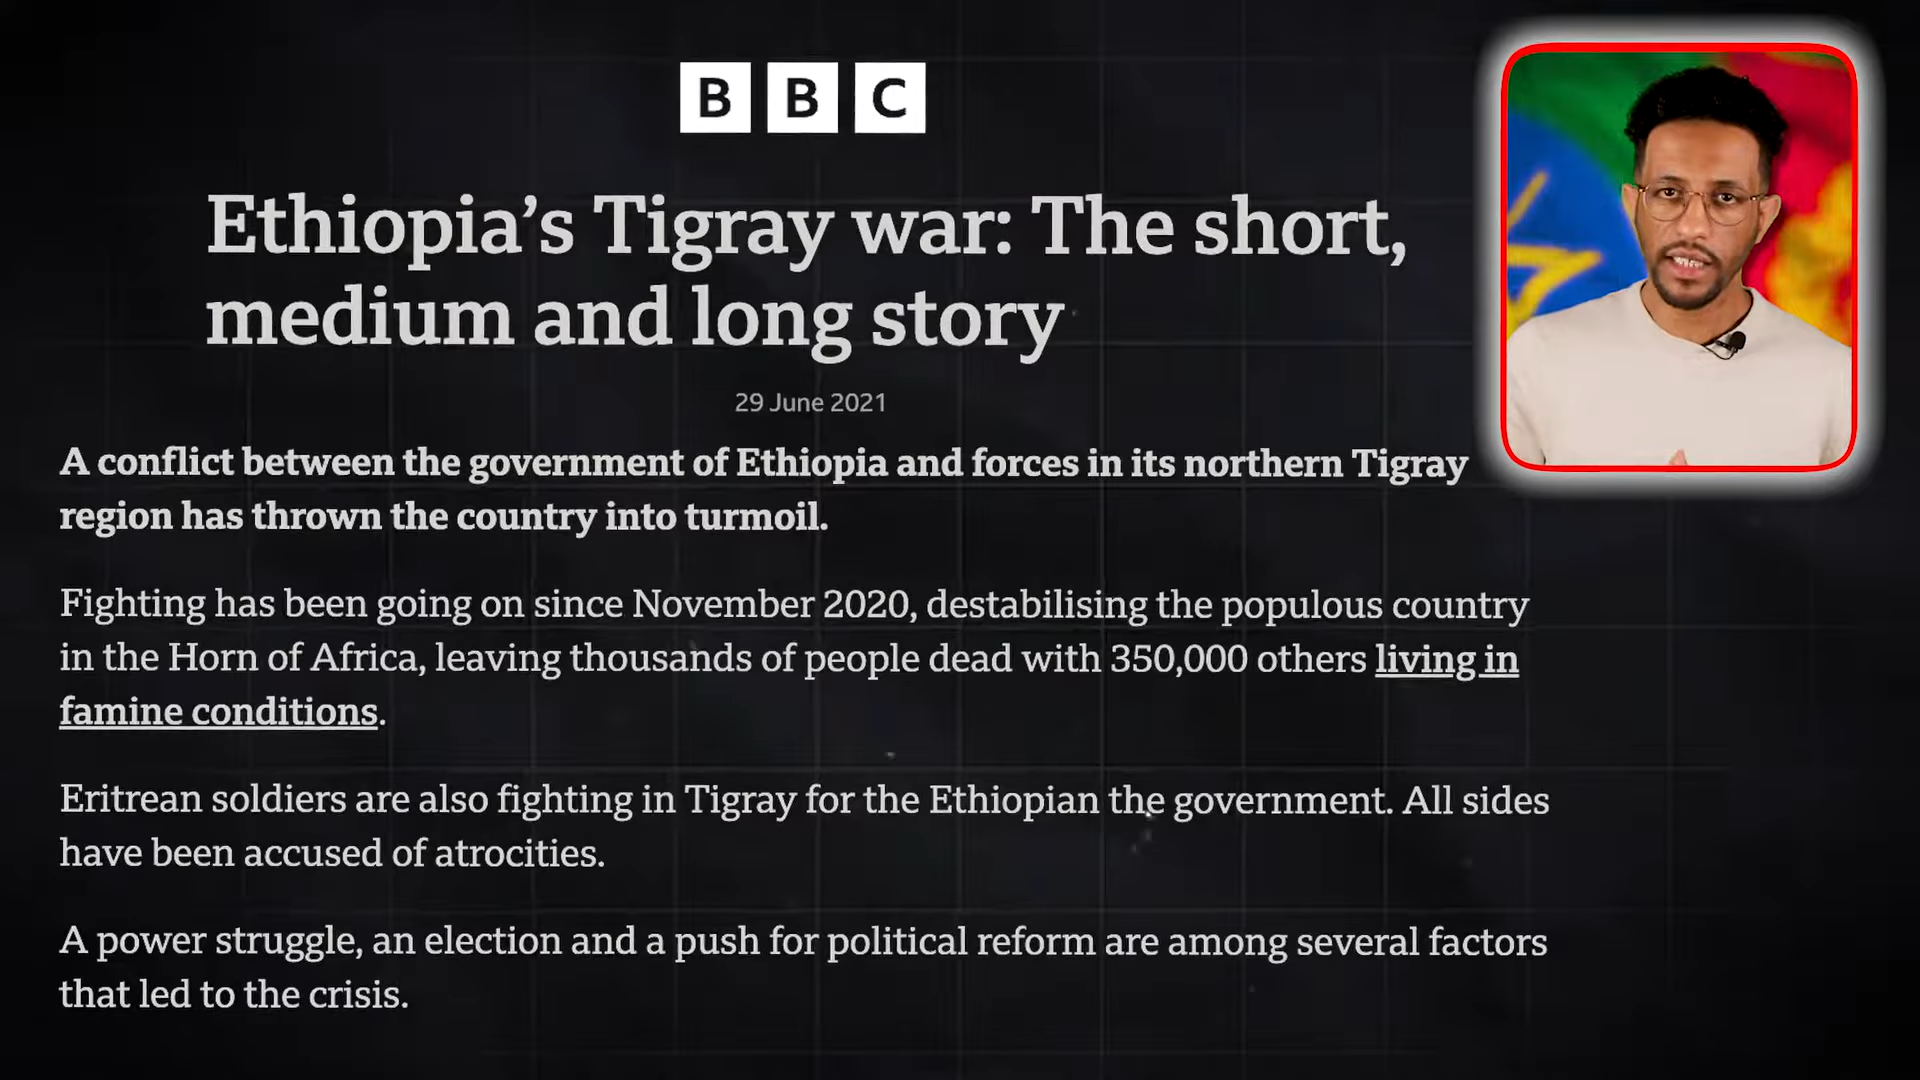 BBC
Ethiopia’s Tigray war: The short,
medium and long story
29 June 2021
A conflict between the government of Ethiopia and forces in its northern Tigray
region has thrown the country into turmoil.
Fighting has been going on since November 2020, destabilising the populous country
in the Horn of Africa, leaving thousands of people dead with 350,000 others living in
famine conditions.
Eritrean soldiers are also fighting in Tigray for the Ethiopian the government. All sides
have been accused of atrocities.
A power struggle, an election and a push for political reform are among several factors
that led to the crisis.